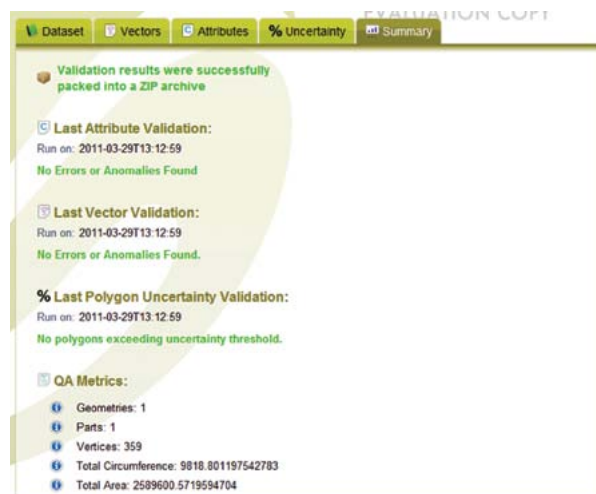 EVALUATION COPY
Dataset Vectors Attributes % Uncertainty Summary
Validation results were successfully
packed into a ZIP archive
Last Attribute Validation:
Run on: 2011-03-29T13:12:59
No Errors or Anomalies Found
Last Vector Validation:
Run on: 2011-03-29T13:12:59
No Errors or Anomalies Found.
% Last Polygon Uncertainty Validation:
Run on: 2011-03-29T13:12:59
No polygons exceeding uncertainty threshold.
QA Metrics:
Geometries: 1
Parts: 1
Vertices: 359
Total Circumference: 9818.801197542783
Total Area: 2589600.5719594704